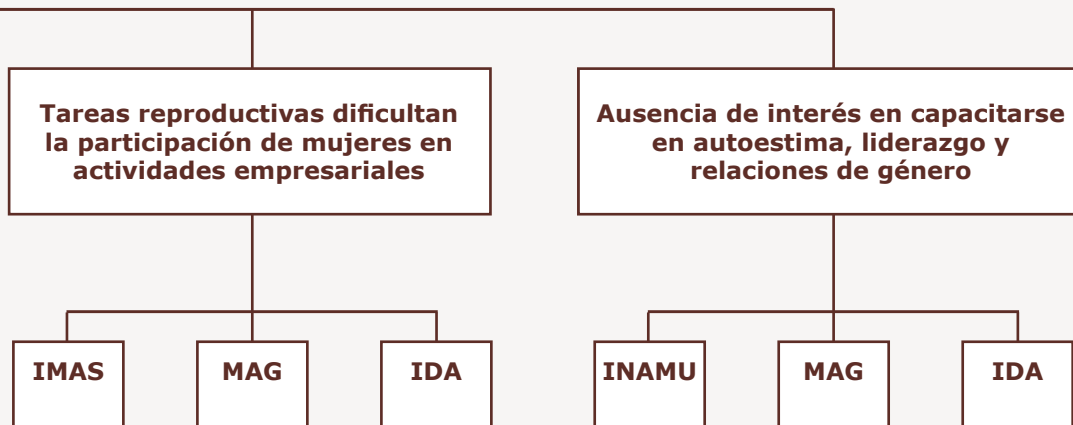 Tareas reproductivas dificultan
la participación de mujeres en
actividades empresariales
Ausencia de interés en capacitarse
en autoestima, liderazgo y
relaciones de género
IMAS
MAG
IDA
INAMU
MAG
IDA